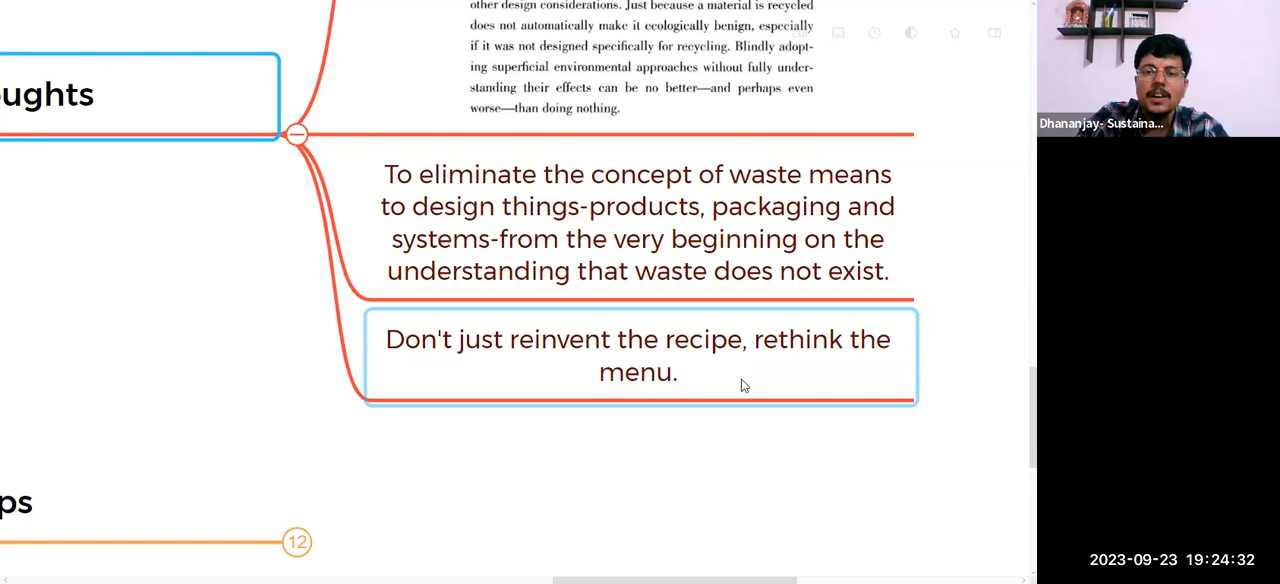 other design considerations. Just because a material is recycled
does not automatically make it ecologically benign, especially
if it was not designed specifically for recycling. Blindly adopt-
ing superficial environmental approaches without fully under-
standing their effects can be no better—and perhaps even
worse—than doing nothing.
oughts
To eliminate the concept of waste means
to design things-products, packaging and
systems-from the very beginning on the
understanding that waste does not exist.
Don't just reinvent the recipe, rethink the
menu.
ps
12
Dhananjay- Sustaina...
2023-09-23 19:24:32